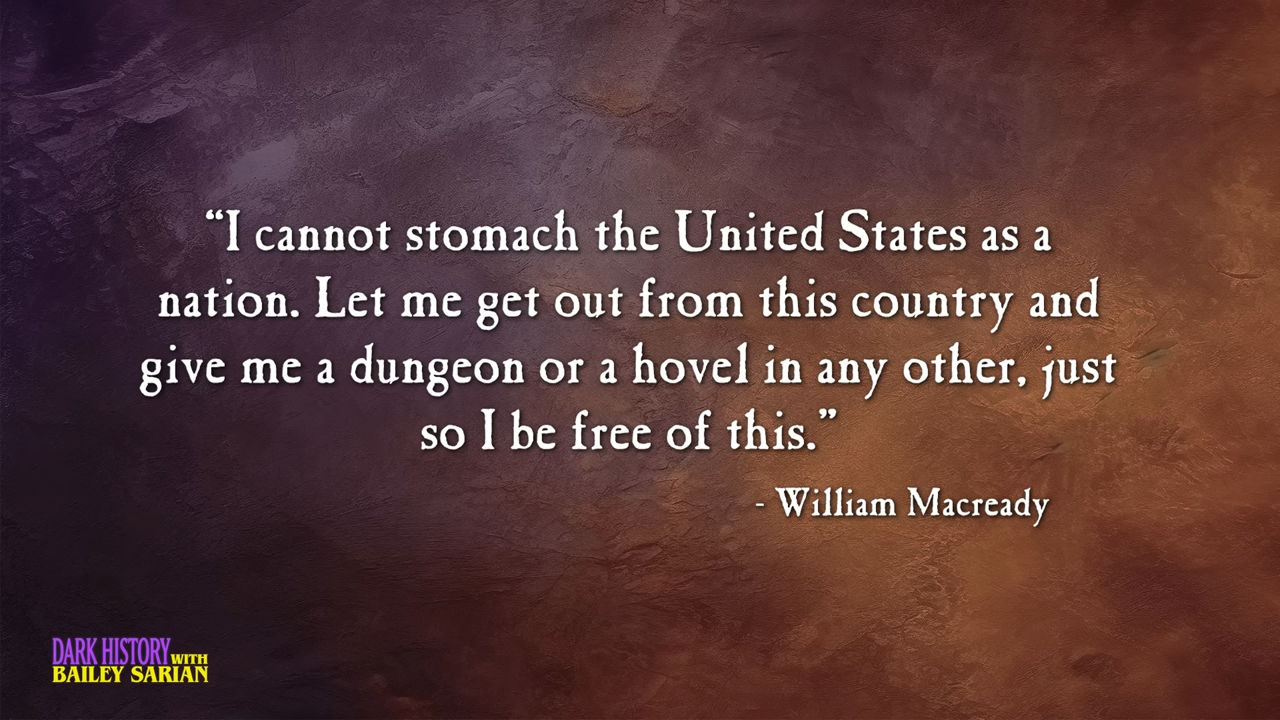 “I cannot stomach the United States as a
nation. Let me get out from this country and
give me a dungeon or a hovel in any other, just
so I be free of this.”
- William Macready
DARK HISTORY WITH
BAILEY SARIAN